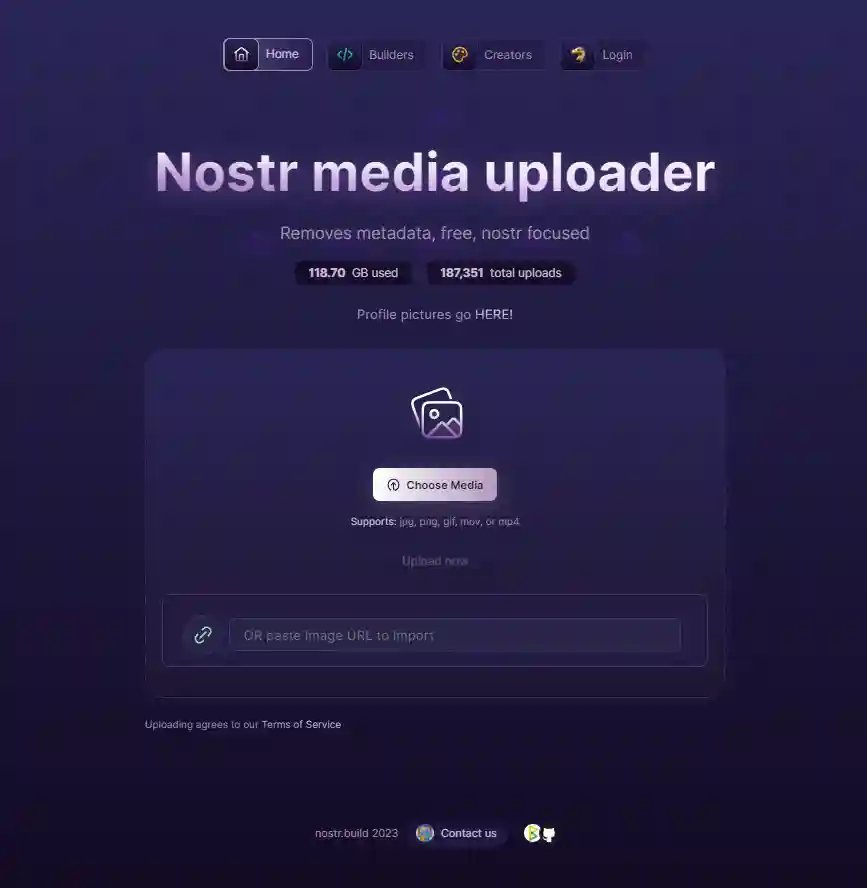 Home
Builders
Creators
Login
Nostr media uploader
Removes metadata, free, nostr focused
118.70 GB used
187,351 total uploads
Profile pictures go HERE!
Choose Media
Supports: jpg, png, gif, mov, or mp4
Upload now
OR paste image URL to import
Uploading agrees to our Terms of Service
nostr.build 2023
Contact us